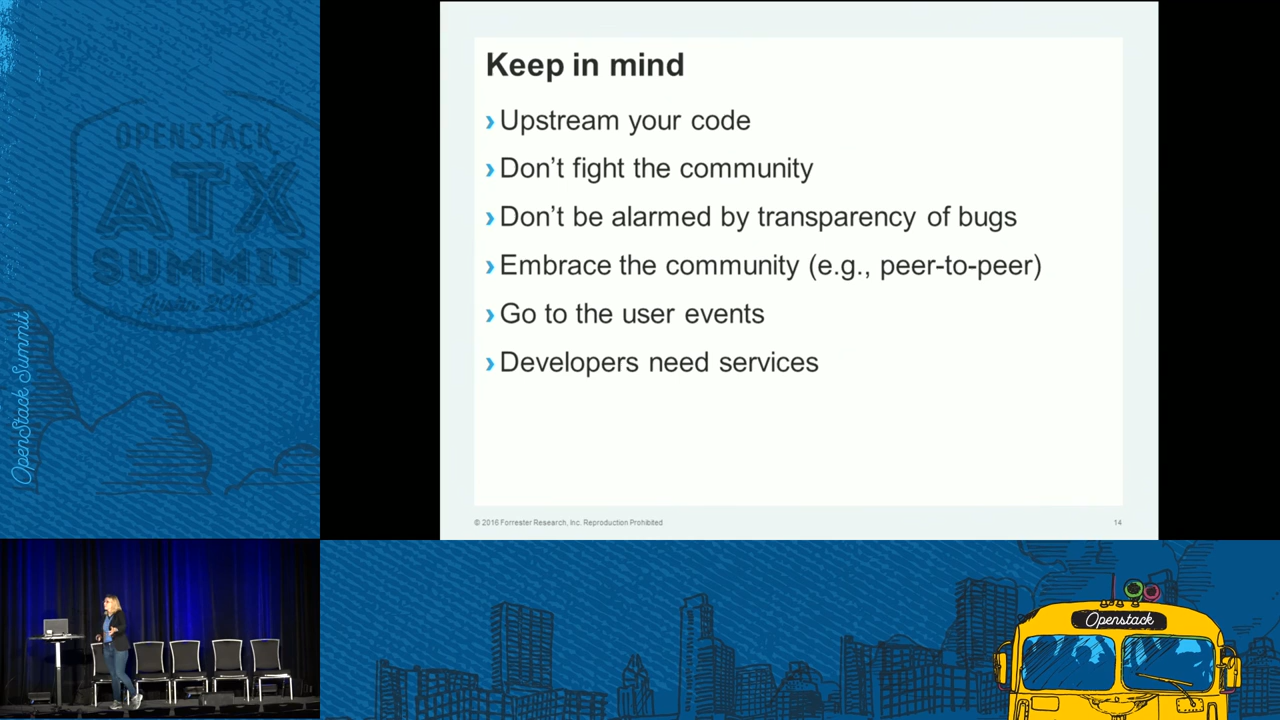 OPENSTACK
ATX
SUMMIT
Austin 2016
OpenStack Summit
Keep in mind
› Upstream your code
› Don’t fight the community
› Don’t be alarmed by transparency of bugs
› Embrace the community (e.g., peer-to-peer)
› Go to the user events
› Developers need services
© 2016 Forrester Research, Inc. Reproduction Prohibited
14
Openstack